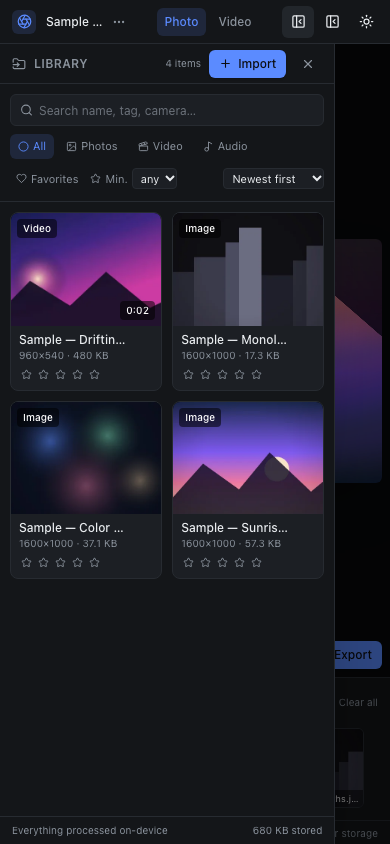 Sample ... Photo Video
LIBRARY 4 items Import
Search name, tag, camera...
All Photos Video Audio
Favorites Min. any Newest first
Video
0:02
Sample — Driftin...
960×540 · 480 KB
Image
Sample — Monol...
1600×1000 · 17.3 KB
Image
Sample — Color ...
1600×1000 · 37.1 KB
Image
Sample — Sunris...
1600×1000 · 57.3 KB
Export
Clear all
hs.j...
r storage
Everything processed on-device 680 KB stored